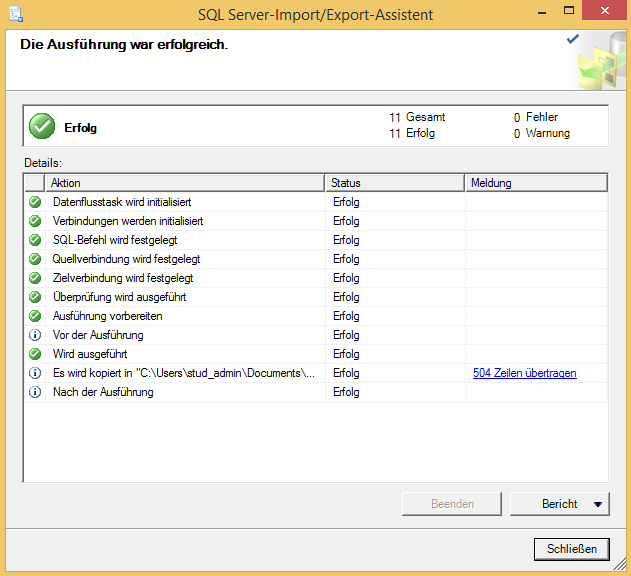 SQL Server-Import/Export-Assistent
Die Ausführung war erfolgreich.
Erfolg
11 Gesamt 0 Fehler
11 Erfolg 0 Warnung
Details:
Aktion Status Meldung
Datenflusstask wird initialisiert Erfolg
Verbindungen werden initialisiert Erfolg
SQL-Befehl wird festgelegt Erfolg
Quellverbindung wird festgelegt Erfolg
Zielverbindung wird festgelegt Erfolg
Überprüfung wird ausgeführt Erfolg
Ausführung vorbereiten Erfolg
Vor der Ausführung Erfolg
Wird ausgeführt Erfolg
Es wird kopiert in "C:\Users\stud_admin\Documents\... Erfolg 504 Zeilen übertragen
Nach der Ausführung Erfolg
Beenden Bericht
Schließen